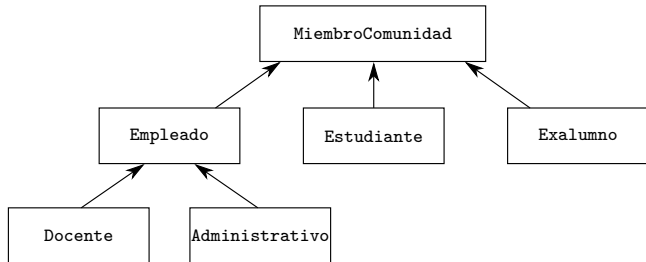 MiembroComunidad
Empleado
Estudiante
Exalumno
Docente
Administrativo